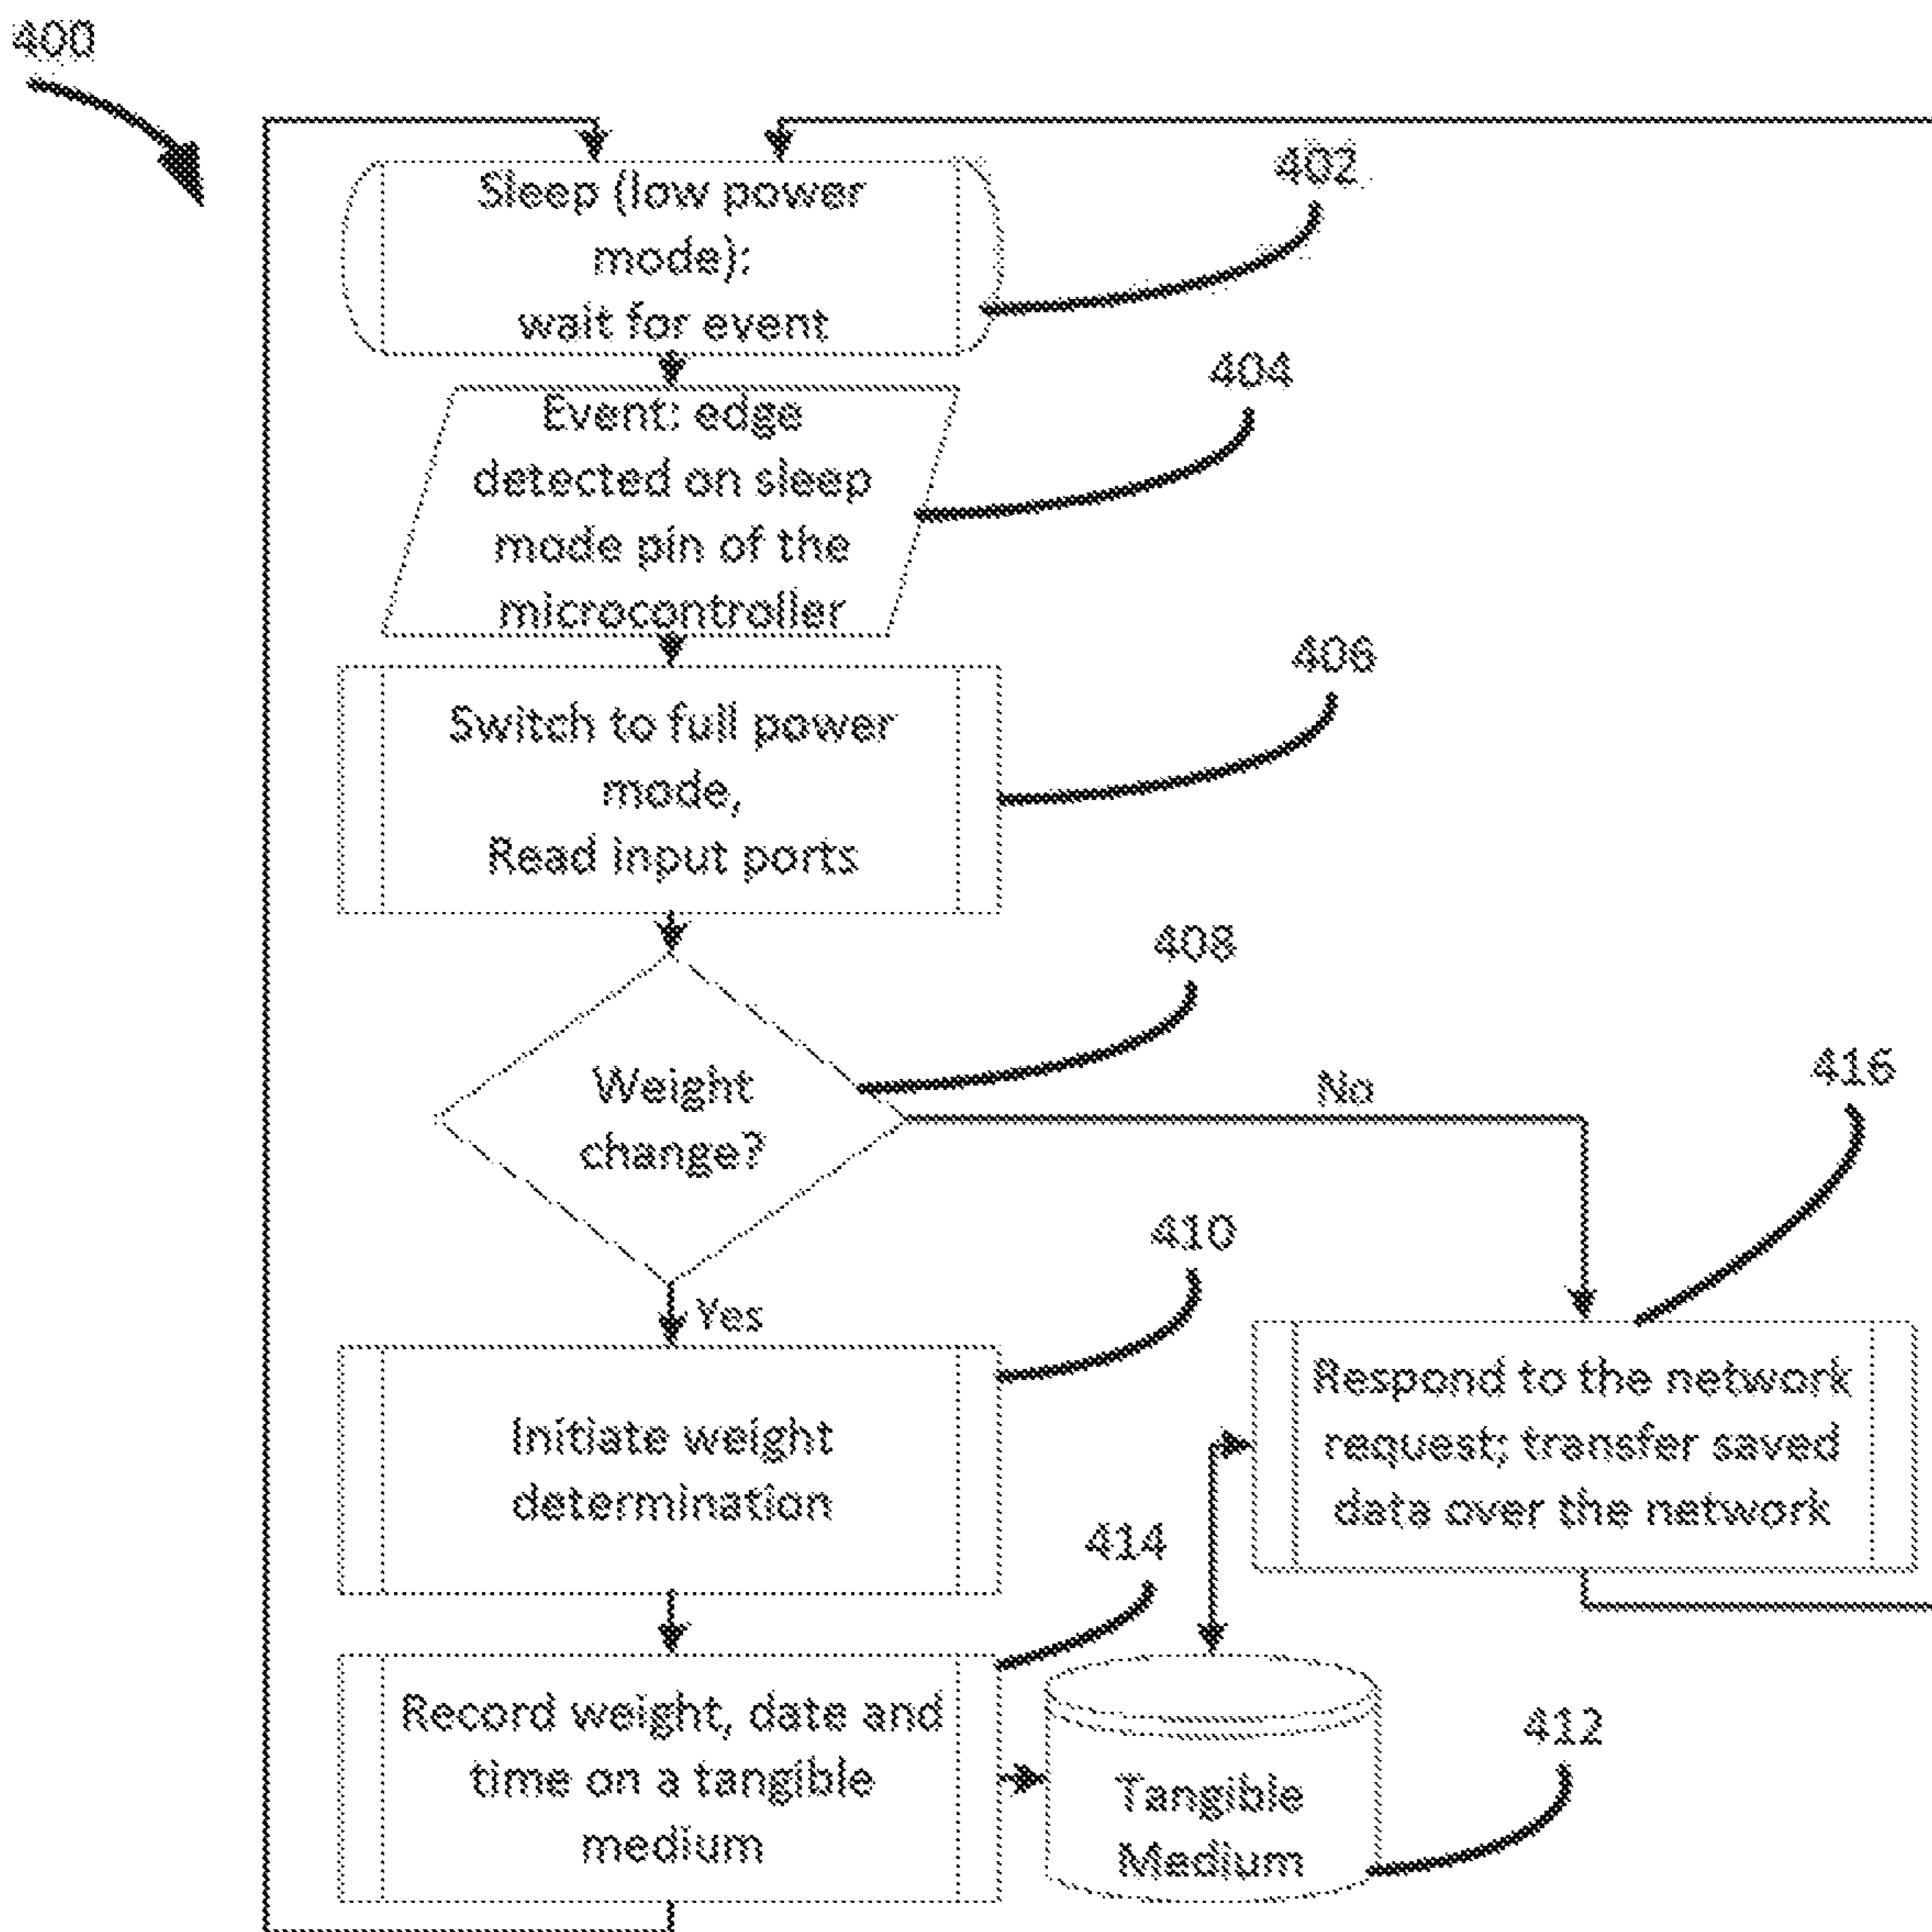 400
Sleep (low power
mode):
wait for event
402
Event: edge
detected on sleep
mode pin of the
microcontroller
404
Switch to full power
mode,
Read input ports
406
Weight
change?
408
No
Yes
416
Initiate weight
determination
410
Respond to the network
request; transfer saved
data over the network
Record weight, date and
time on a tangible
medium
414
Tangible
Medium
412